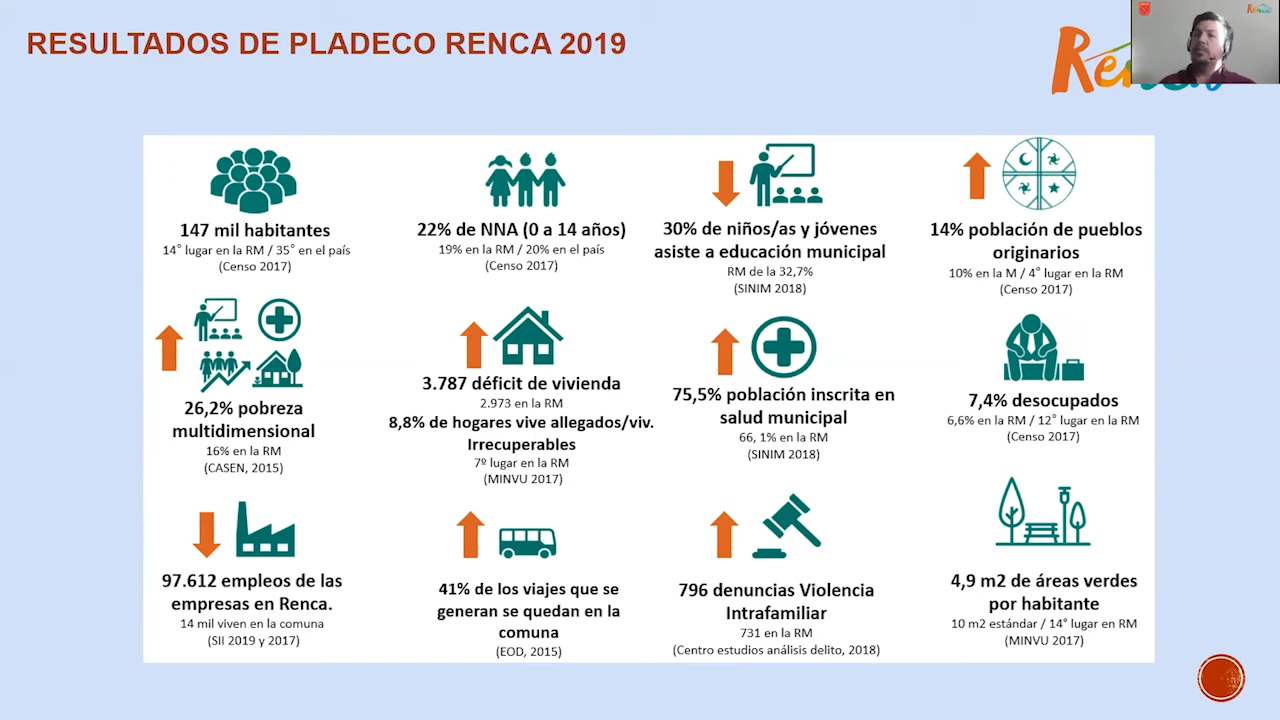 RESULTADOS DE PLADECO RENCA 2019
147 mil habitantes
14° lugar en la RM / 35° en el país
(Censo 2017)
22% de NNA (0 a 14 años)
19% en la RM / 20% en el país
(Censo 2017)
30% de niños/as y jóvenes
asiste a educación municipal
RM de la 32,7%
(SINIM 2018)
14% población de pueblos
originarios
10% en la M / 4° lugar en la RM
(Censo 2017)
26,2% pobreza
multidimensional
16% en la RM
(CASEN, 2015)
3.787 déficit de vivienda
2.973 en la RM
8,8% de hogares vive allegados/viv.
Irrecuperables
7º lugar en la RM
(MINVU 2017)
75,5% población inscrita en
salud municipal
66, 1% en la RM
(SINIM 2018)
7,4% desocupados
6,6% en la RM / 12° lugar en la RM
(Censo 2017)
97.612 empleos de las
empresas en Renca.
14 mil viven en la comuna
(SII 2019 y 2017)
41% de los viajes que se
generan se quedan en la
comuna
(EOD, 2015)
796 denuncias Violencia
Intrafamiliar
731 en la RM
(Centro estudios análisis delito, 2018)
4,9 m2 de áreas verdes
por habitante
10 m2 estándar / 14° lugar en RM
(MINVU 2017)